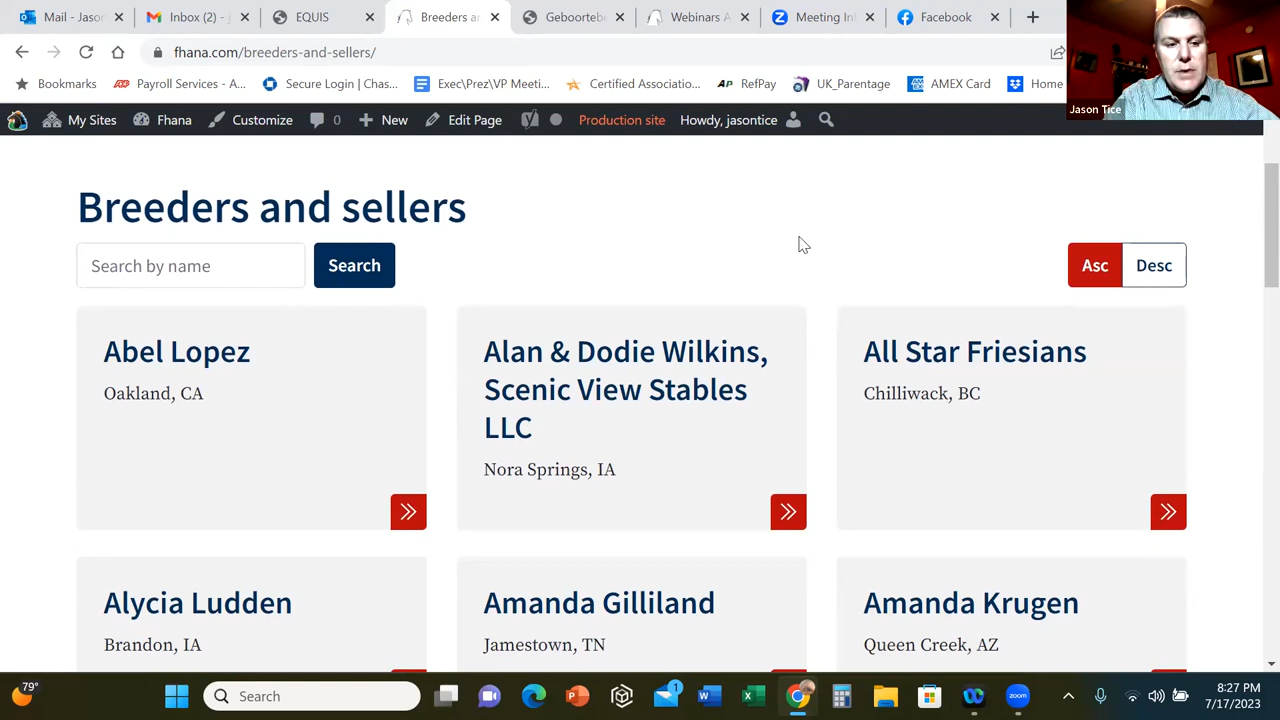 Mail - Jason
Inbox (2) - j
EQUIS
Breeders a
Geboortebe
Webinars A
Meeting In
Facebook
fhana.com/breeders-and-sellers/
Bookmarks
Payroll Services - A...
Secure Login | Chas...
Exec\Prez\VP Meeti...
Certified Associatio...
RefPay
UK_Parentage
AMEX Card
Home
Jason Tice
My Sites
Fhana
Customize
0
New
Edit Page
Production site
Howdy, jasontice
Breeders and sellers
Search by name
Search
Asc
Desc
Abel Lopez
Oakland, CA
Alan & Dodie Wilkins,
Scenic View Stables
LLC
Nora Springs, IA
All Star Friesians
Chilliwack, BC
Alycia Ludden
Brandon, IA
Amanda Gilliland
Jamestown, TN
Amanda Krugen
Queen Creek, AZ
79°
Search
1
zoom
8:27 PM
7/17/2023